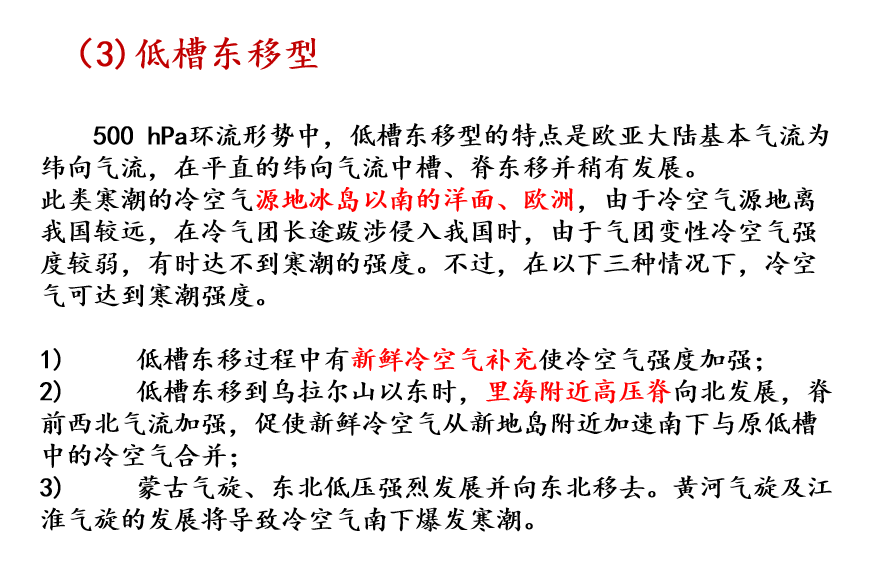 (3)低槽东移型
500 hPa环流形势中，低槽东移型的特点是欧亚大陆基本气流为
纬向气流，在平直的纬向气流中槽、脊东移并稍有发展。
此类寒潮的冷空气源地冰岛以南的洋面、欧洲，由于冷空气源地离
我国较远，在冷气团长途跋涉侵入我国时，由于气团变性冷空气强
度较弱，有时达不到寒潮的强度。不过，在以下三种情况下，冷空
气可达到寒潮强度。
1) 低槽东移过程中有新鲜冷空气补充使冷空气强度加强；
2) 低槽东移到乌拉尔山以东时，里海附近高压脊向北发展，脊
前西北气流加强，促使新鲜冷空气从新地岛附近加速南下与原低槽
中的冷空气合并；
3) 蒙古气旋、东北低压强烈发展并向东北移去。黄河气旋及江
淮气旋的发展将导致冷空气南下爆发寒潮。